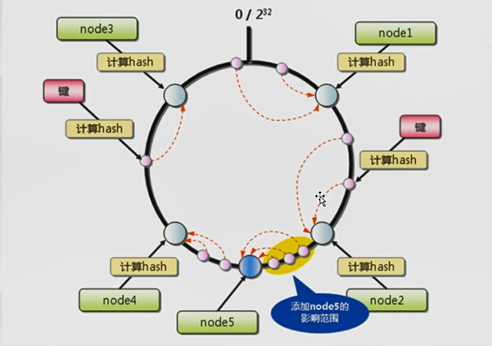 0 / 2³²
node3
node1
计算hash
计算hash
键
键
计算hash
计算hash
计算hash
计算hash
node4
node2
添加node5的
影响范围
node5